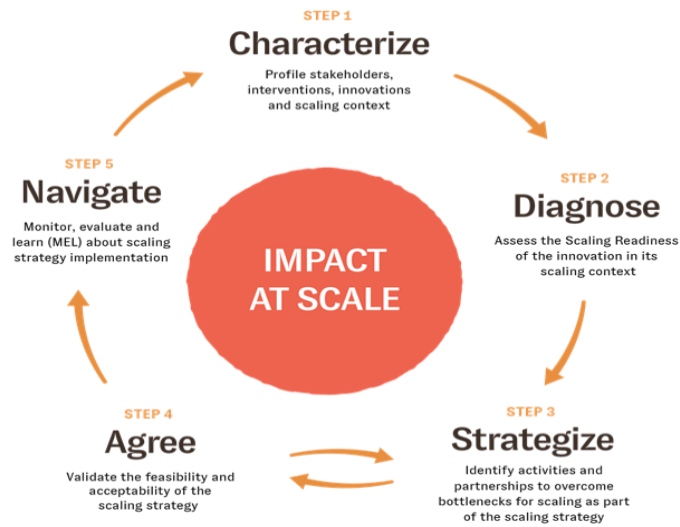 STEP 1
Characterize
Profile stakeholders,
interventions, innovations
and scaling context
STEP 2
Diagnose
Assess the Scaling Readiness
of the innovation in its
scaling context
STEP 3
Strategize
Identify activities and
partnerships to overcome
bottlenecks for scaling as part
of the scaling strategy
STEP 4
Agree
Validate the feasibility and
acceptability of the
scaling strategy
STEP 5
Navigate
Monitor, evaluate and
learn (MEL) about scaling
strategy implementation
IMPACT
AT SCALE